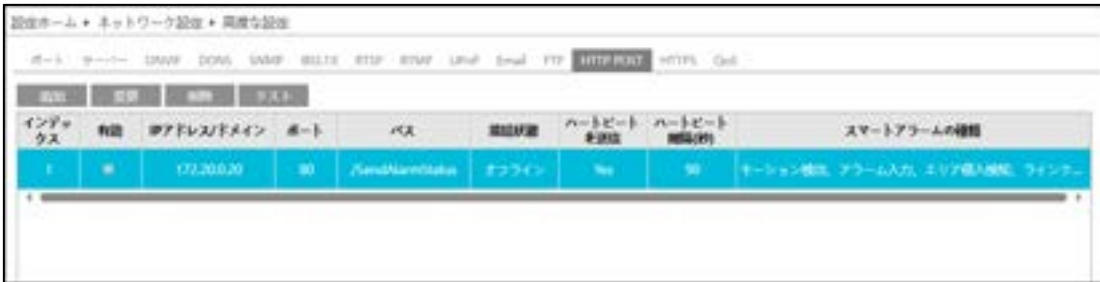 設定ホーム ▸ ネットワーク設定 ▸ 高度な設定
ポート サーバー ONVIF DDNS SNMP 802.1X RTSP RTMP UPnP Email FTP HTTP POST HTTPS QoS
追加 変更 削除 テスト
インデックス 有効 IPアドレス/ドメイン ポート パス 接続状態 ハートビートを送信 ハートビート間隔(秒) スマートアラームの種類
1 172.20.0.20 80 /SendAlarmStatus オフライン Yes 90 モーション検出, アラーム入力, エリア侵入検知, ラインク...